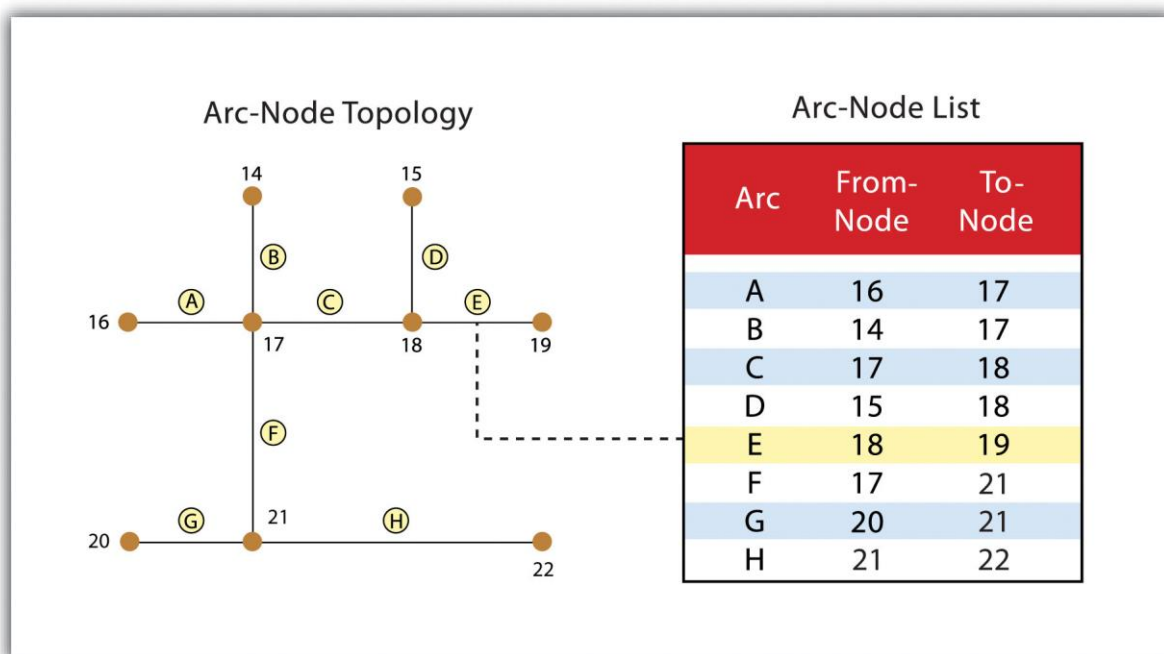 Arc-Node Topology
14
15
B
D
A
C
E
16
17
18
19
F
G
21
H
20
22
Arc-Node List
Arc From-Node To-Node
A 16 17
B 14 17
C 17 18
D 15 18
E 18 19
F 17 21
G 20 21
H 21 22